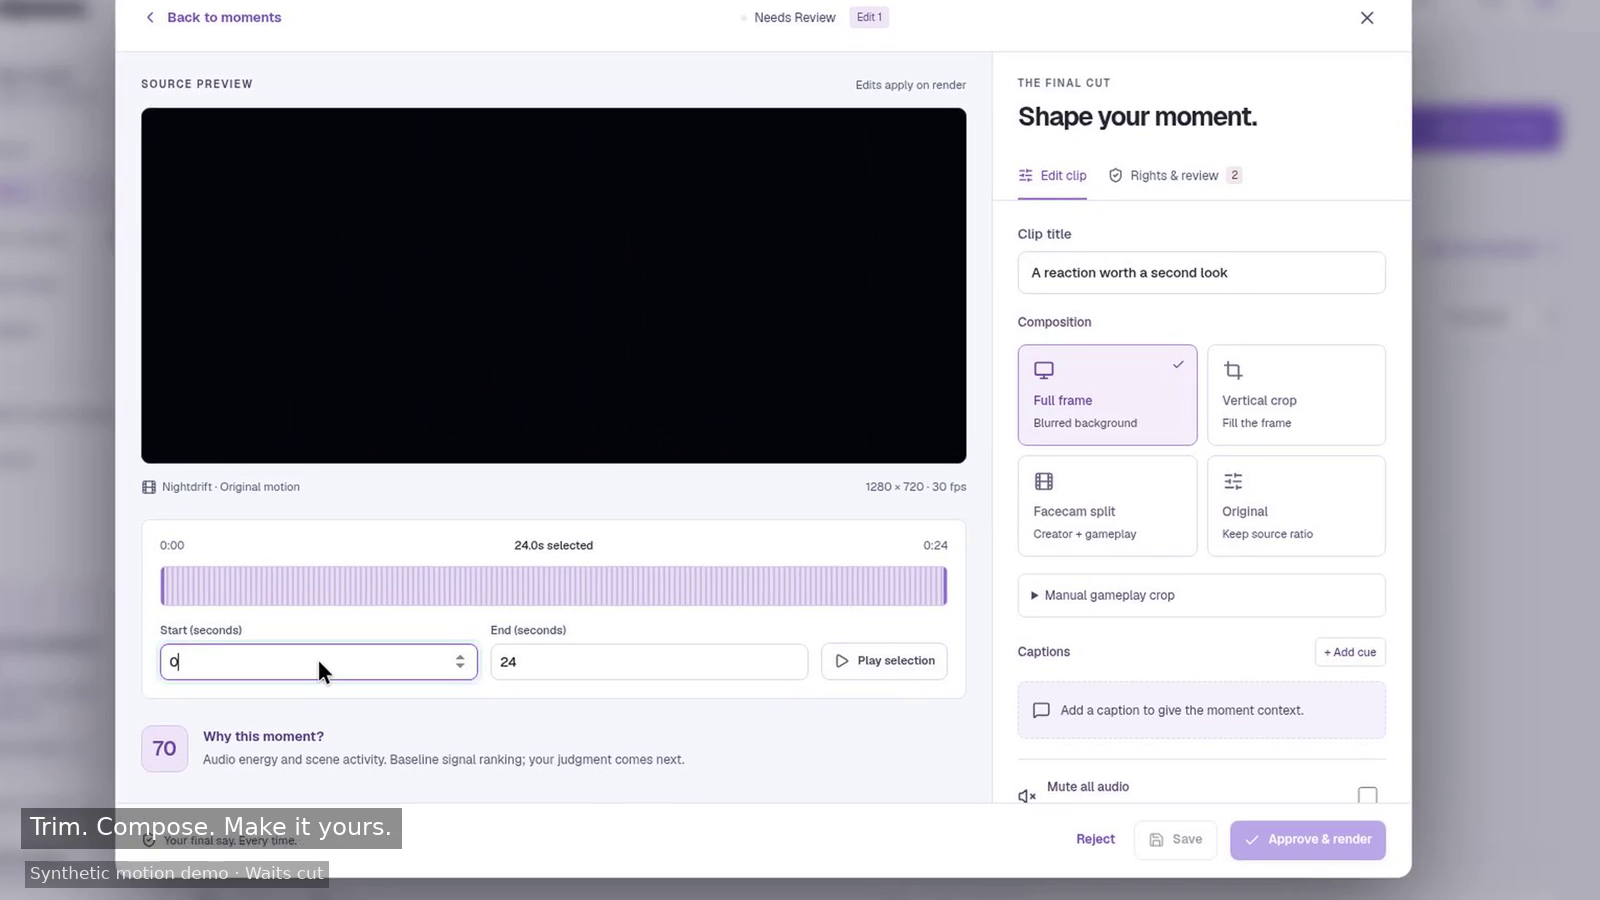 Back to moments
Needs Review
Edit 1
SOURCE PREVIEW
Edits apply on render
Nightdrift · Original motion
1280 × 720 · 30 fps
0:00
24.0s selected
0:24
Start (seconds)
End (seconds)
0
24
Play selection
70
Why this moment?
Audio energy and scene activity. Baseline signal ranking; your judgment comes next.
THE FINAL CUT
Shape your moment.
Edit clip
Rights & review
2
Clip title
A reaction worth a second look
Composition
Full frame
Blurred background
Vertical crop
Fill the frame
Facecam split
Creator + gameplay
Original
Keep source ratio
Manual gameplay crop
Captions
+ Add cue
Add a caption to give the moment context.
Mute all audio
Trim. Compose. Make it yours.
Your final say. Every time.
Synthetic motion demo · Waits cut
Reject
Save
Approve & render